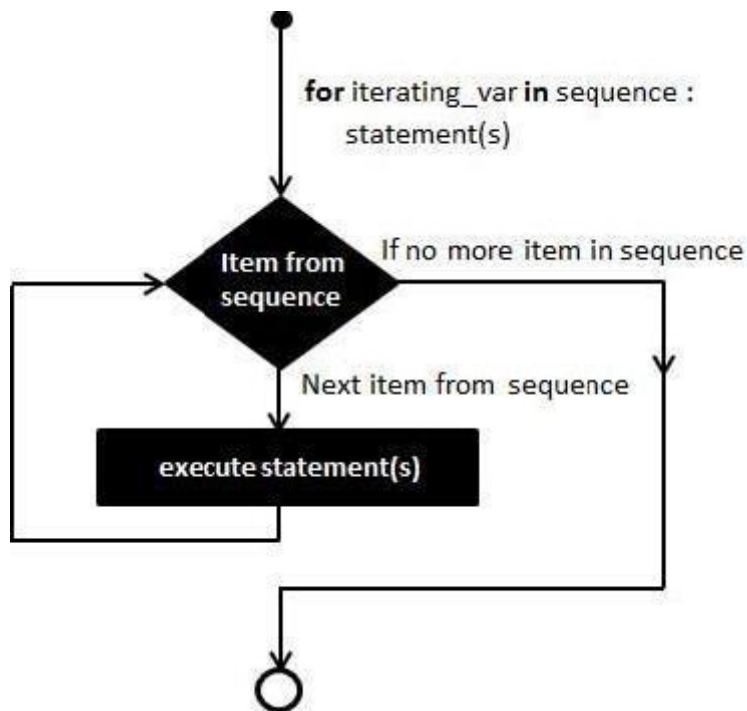 for iterating_var in sequence :
statement(s)
If no more item in sequence
Item from
sequence
Next item from sequence
execute statement(s)